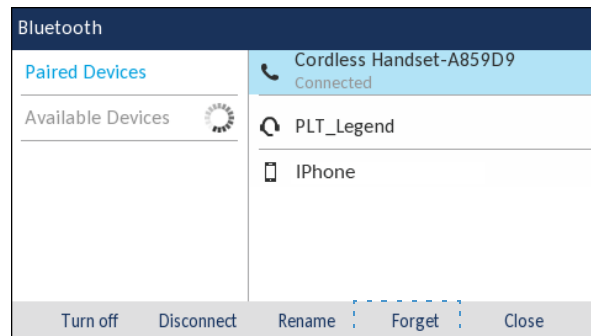 Bluetooth
Paired Devices
Available Devices
Cordless Handset-A859D9
Connected
PLT_Legend
IPhone
Turn off Disconnect Rename Forget Close